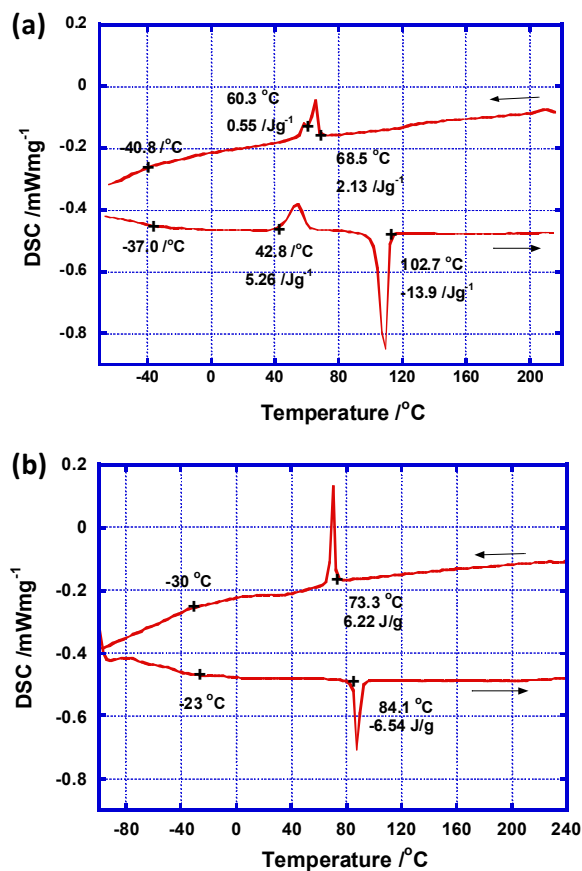 (a)
0.2
0
-0.2
-0.4
-0.6
-0.8
DSC /mWmg-1
60.3 °C
0.55 /Jg-1
-40.8 /°C
68.5 °C
2.13 /Jg-1
-37.0 /°C
42.8 /°C
5.26 /Jg-1
102.7 °C
-13.9 /Jg-1
-40 0 40 80 120 160 200
Temperature /°C
(b)
0.2
0
-0.2
-0.4
-0.6
-0.8
DSC /mWmg-1
-30 °C
73.3 °C
6.22 J/g
-23 °C
84.1 °C
-6.54 J/g
-80 -40 0 40 80 120 160 200 240
Temperature /°C